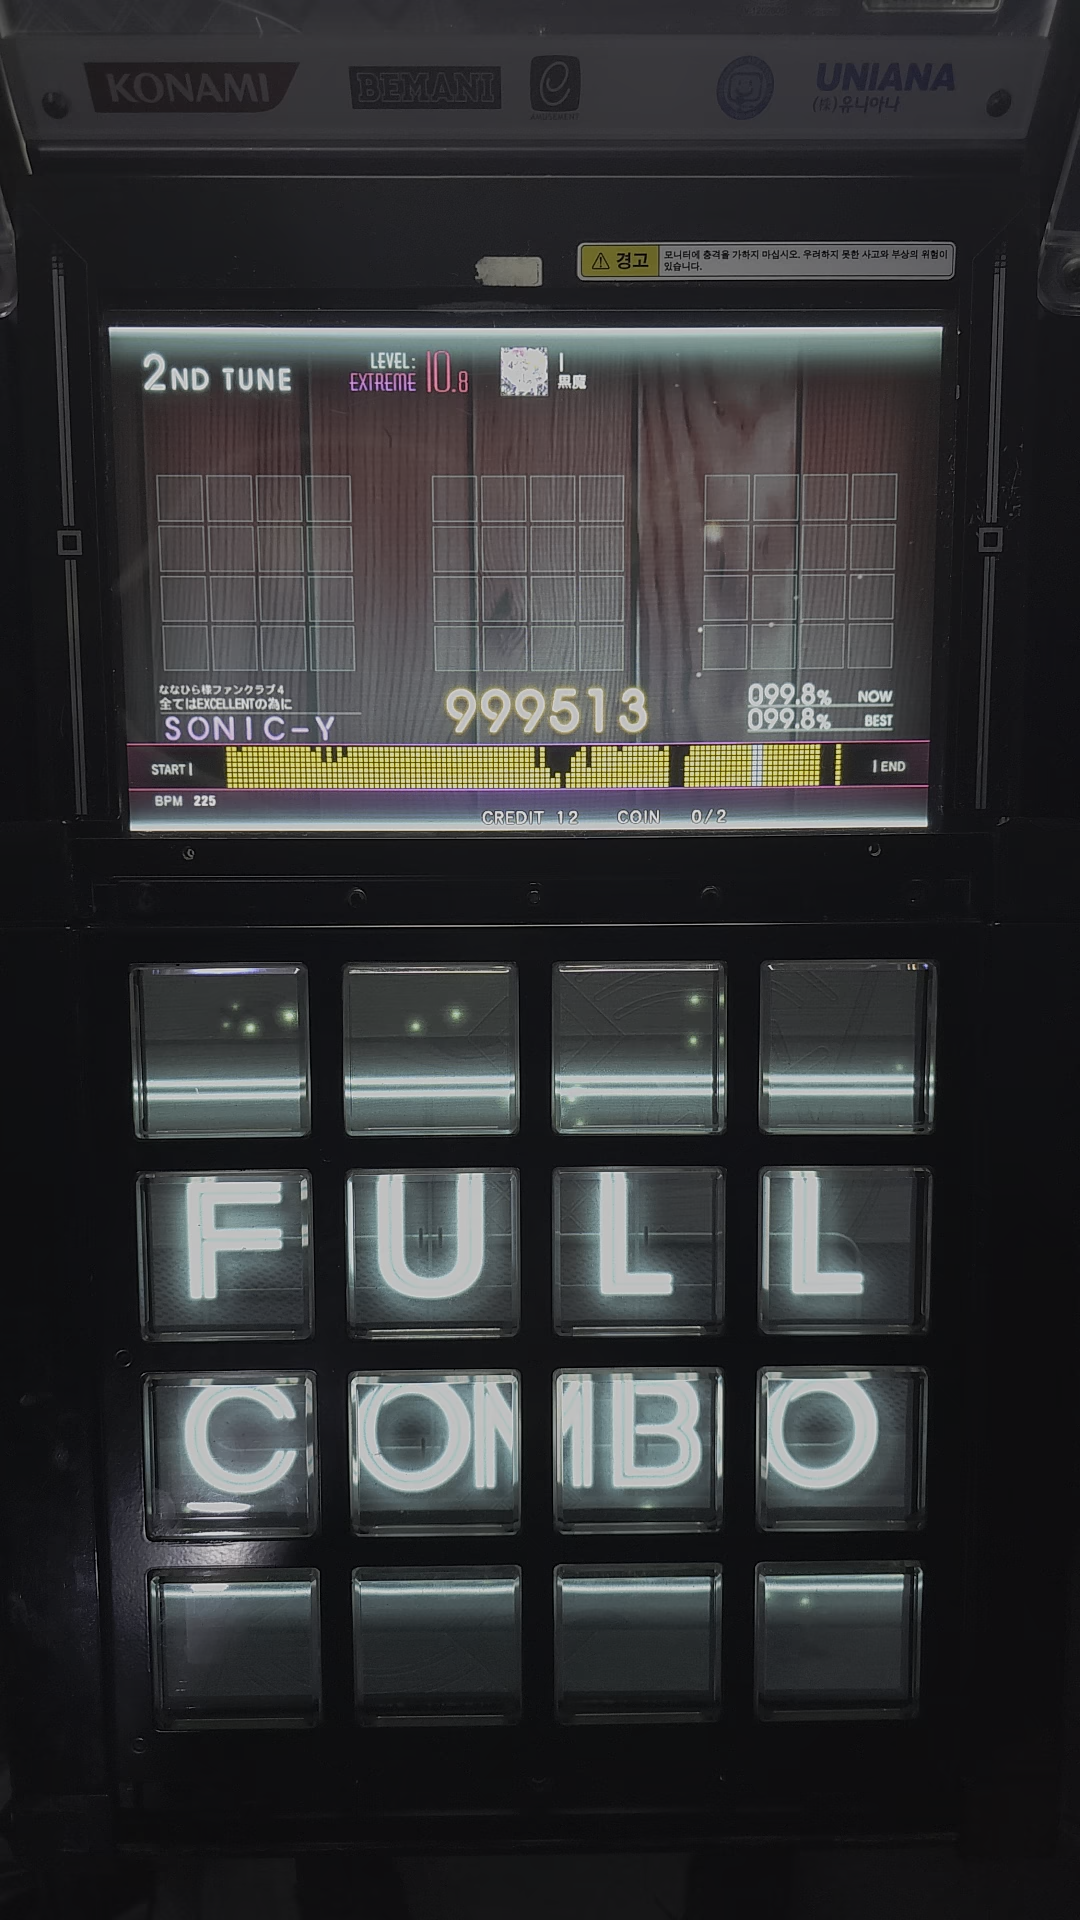 KONAMI
BEMANI
e
AMUSEMENT
UNIANA
(株)유니아나
경고
모니터에 충격을 가하지 마십시오. 우려하지 못한 사고와 부상의 위험이
있습니다.
2ND TUNE
LEVEL:
EXTREME 10.8
I
黒魔
ななひら様ファンクラブ4
全てはEXCELLENTの為に
SONIC-Y
999513
099.8% NOW
099.8% BEST
START
END
BPM 225
CREDIT 12 COIN 0/2
FULL
COMBO